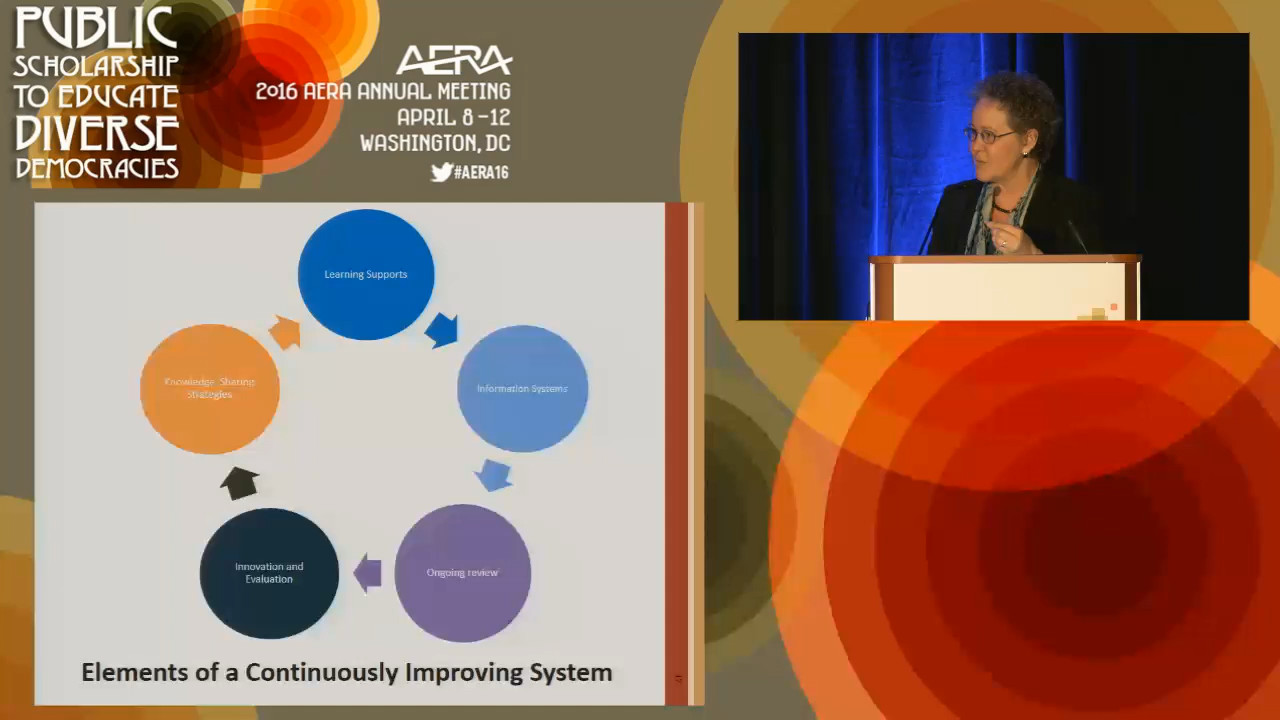 PUBLIC
SCHOLARSHIP
TO EDUCATE
DIVERSE
DEMOCRACIES
AERA
2016 AERA ANNUAL MEETING
APRIL 8-12
WASHINGTON, DC
#AERA16
Learning Supports
Information Systems
Knowledge Sharing
Strategies
Ongoing review
Innovation and
Evaluation
Elements of a Continuously Improving System